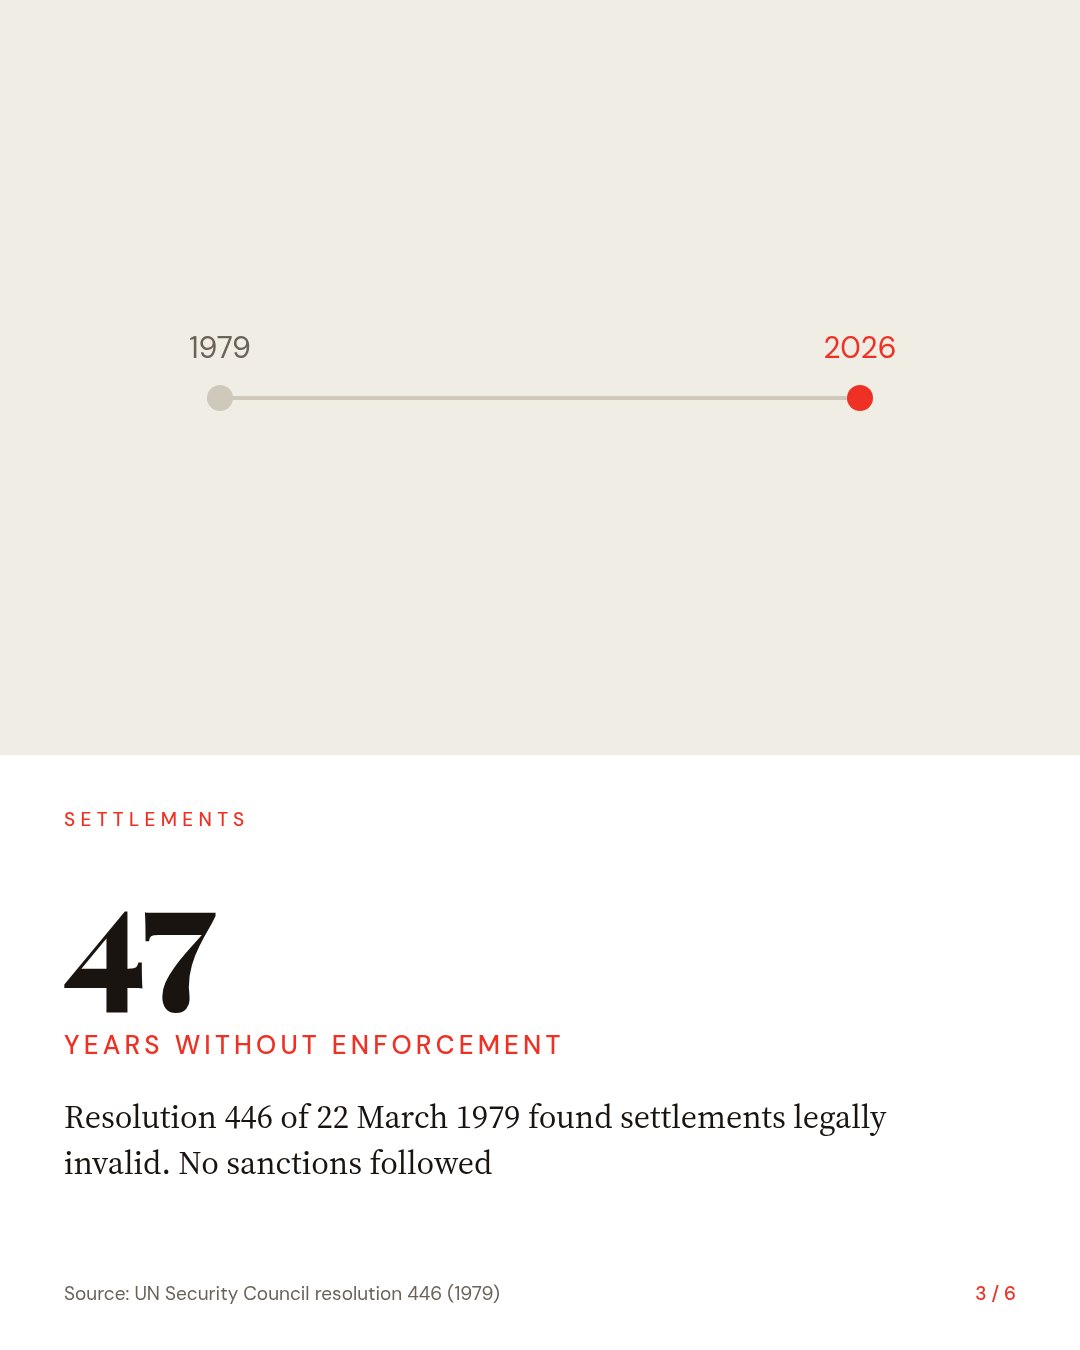 1979
2026
SETTLEMENTS
47
YEARS WITHOUT ENFORCEMENT
Resolution 446 of 22 March 1979 found settlements legally
invalid. No sanctions followed
Source: UN Security Council resolution 446 (1979)
3 / 6